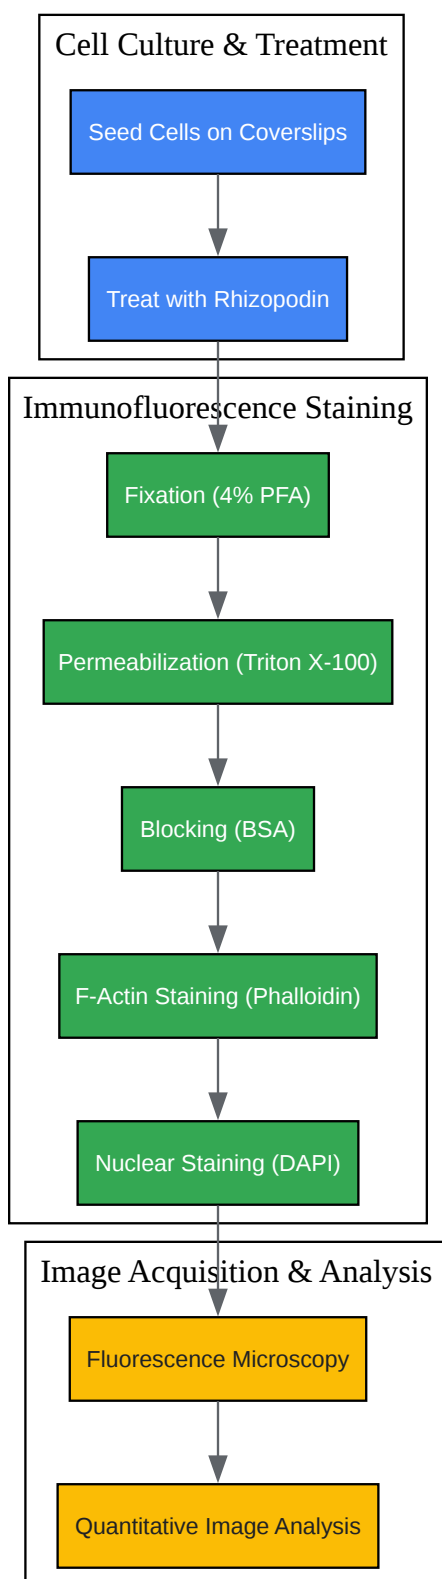 Cell Culture & Treatment
Seed Cells on Coverslips
Treat with Rhizopodin
Immunofluorescence Staining
Fixation (4% PFA)
Permeabilization (Triton X-100)
Blocking (BSA)
F-Actin Staining (Phalloidin)
Nuclear Staining (DAPI)
Image Acquisition & Analysis
Fluorescence Microscopy
Quantitative Image Analysis